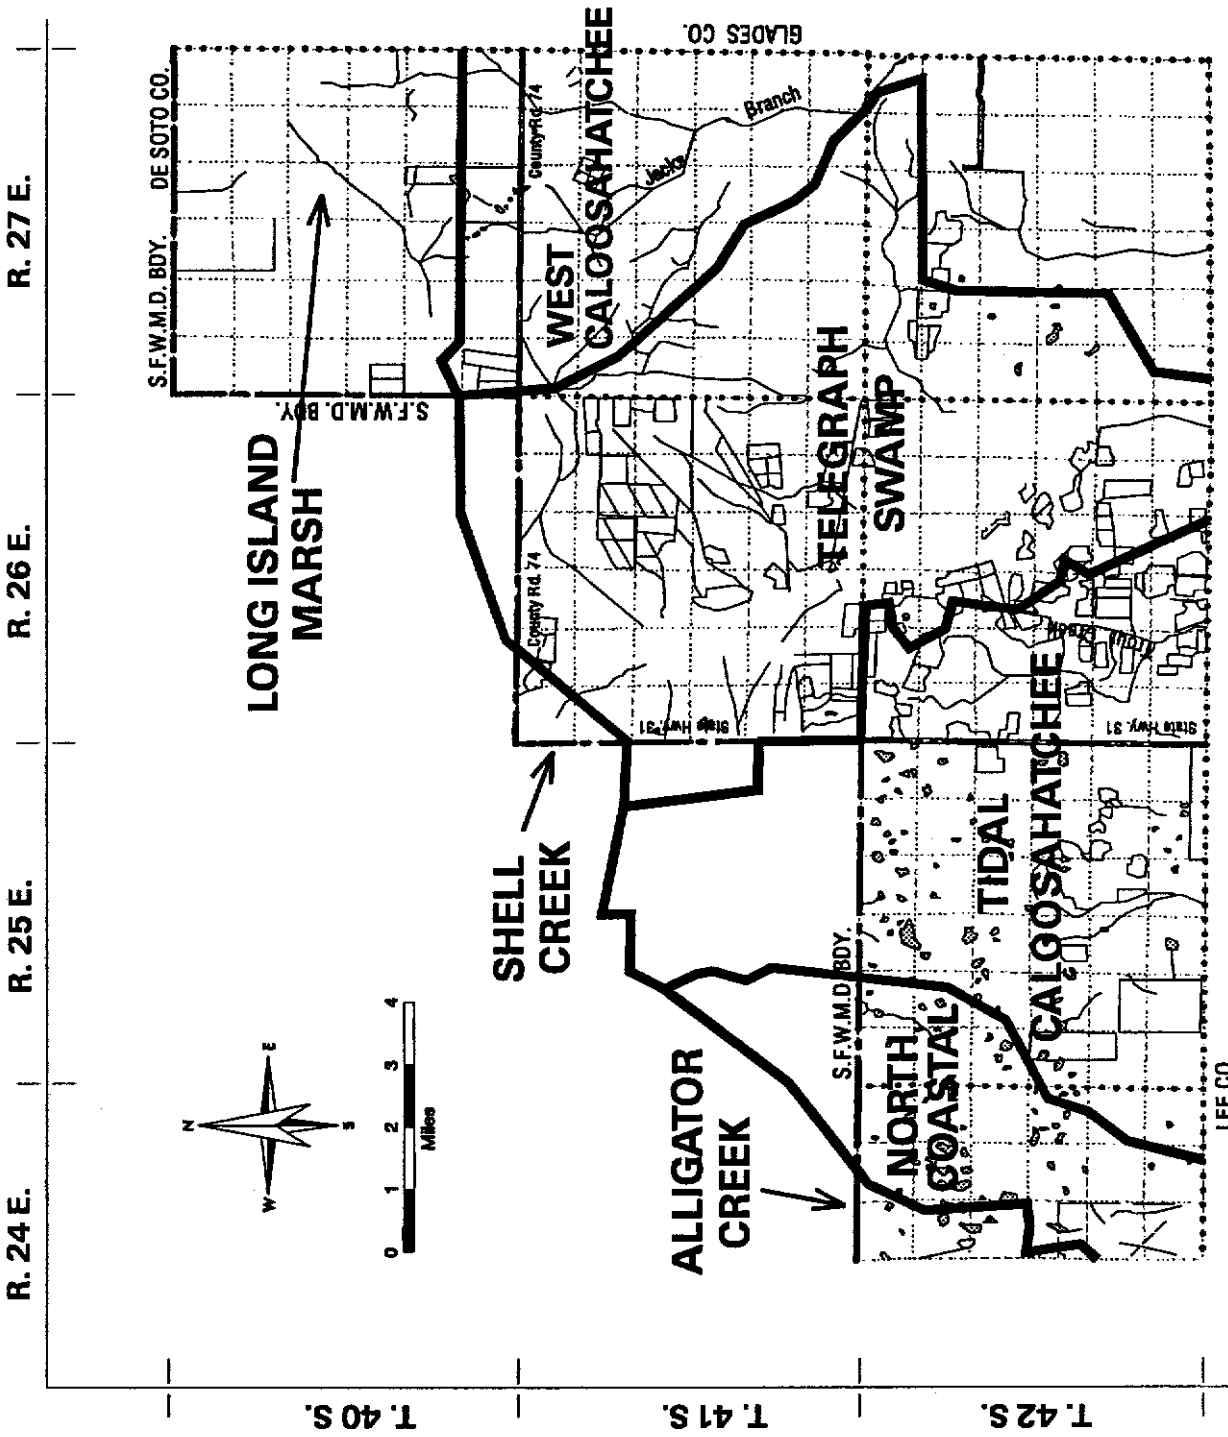 R. 24 E.
R. 25 E.
R. 26 E.
R. 27 E.
T. 40 S.
T. 41 S.
T. 42 S.
N
W
E
S
0 1 2 3 4
Miles
S.F.W.M.D. BDY.
DE SOTO CO.
S.F.W.M.D. BDY.
GLADES CO.
LONG ISLAND
MARSH
County Rd. 74
County Rd. 74
WEST
CALOOSAHATCHEE
Jacks
Branch
SHELL
CREEK
State Hwy. 31
TELEGRAPH
SWAMP
ALLIGATOR
CREEK
S.F.W.M.D. BDY.
NORTH
COASTAL
TIDAL
CALOOSAHATCHEE
Trout Creek
State Hwy. 31
LEE CO.